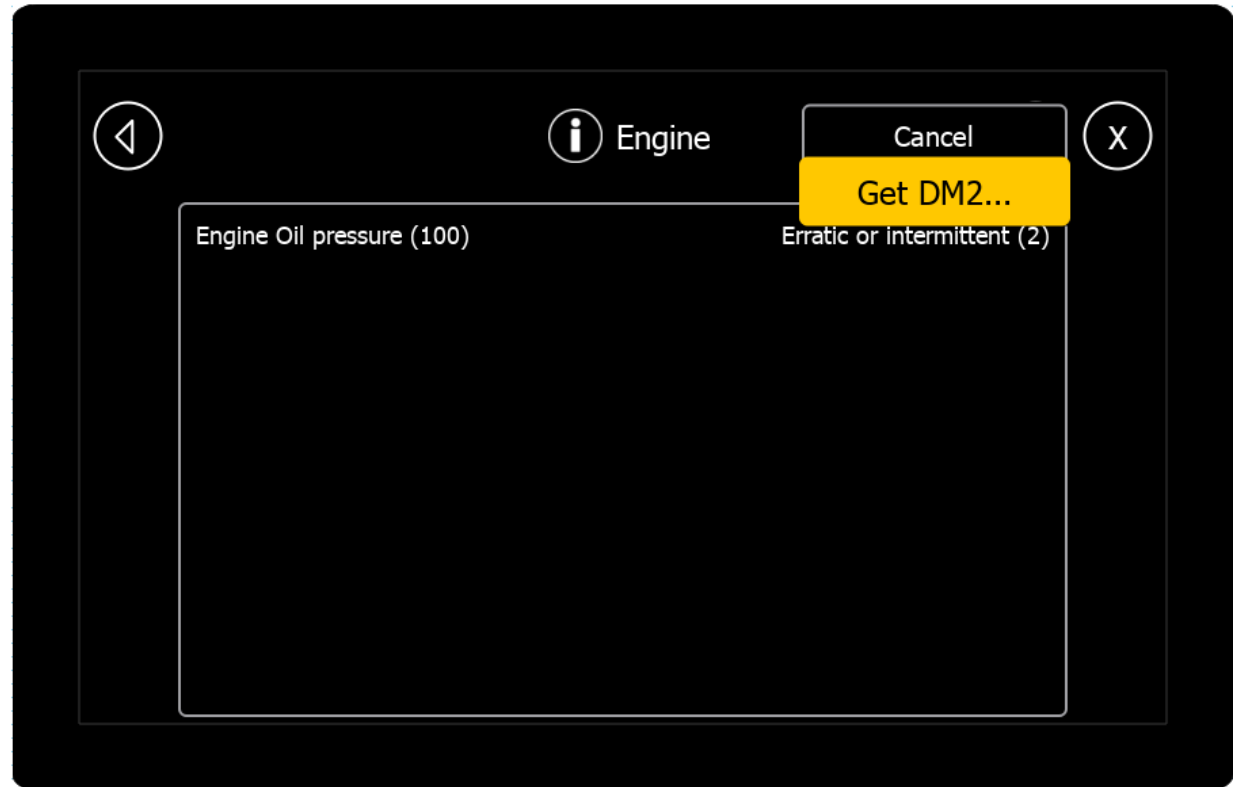 Engine
Cancel
X
Get DM2...
Engine Oil pressure (100) Erratic or intermittent (2)